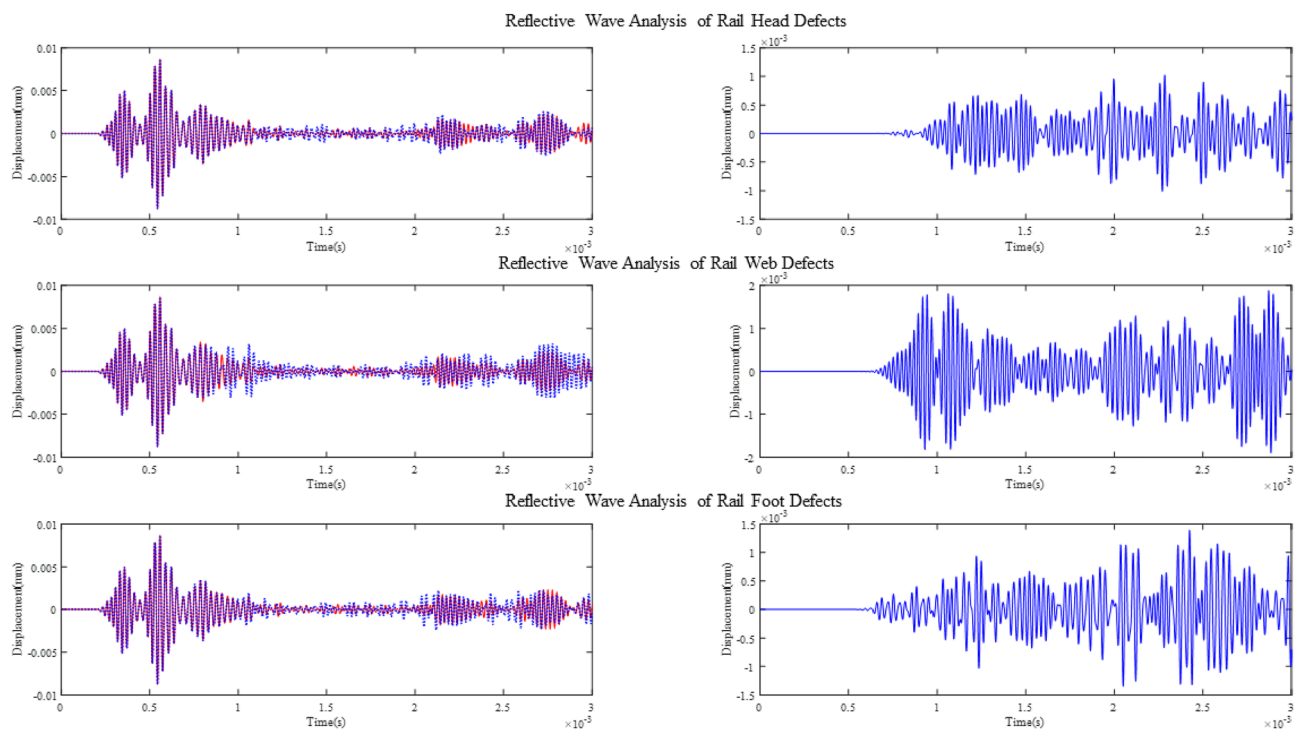 Reflective Wave Analysis of Rail Head Defects
0.01
0.005
0
-0.005
-0.01
Displacement(mm)
0 0.5 1 1.5 2 2.5 3
Time(s)
×10⁻³
×10⁻³
1.5
1
0.5
0
-0.5
-1
-1.5
Displacement(mm)
0 0.5 1 1.5 2 2.5 3
Time(s)
×10⁻³
Reflective Wave Analysis of Rail Web Defects
0.01
0.005
0
-0.005
-0.01
Displacement(mm)
0 0.5 1 1.5 2 2.5 3
Time(s)
×10⁻³
×10⁻³
2
1
0
-1
-2
Displacement(mm)
0 0.5 1 1.5 2 2.5 3
Time(s)
×10⁻³
Reflective Wave Analysis of Rail Foot Defects
0.01
0.005
0
-0.005
-0.01
Displacement(mm)
0 0.5 1 1.5 2 2.5 3
Time(s)
×10⁻³
×10⁻³
1.5
1
0.5
0
-0.5
-1
-1.5
Displacement(mm)
0 0.5 1 1.5 2 2.5 3
Time(s)
×10⁻³